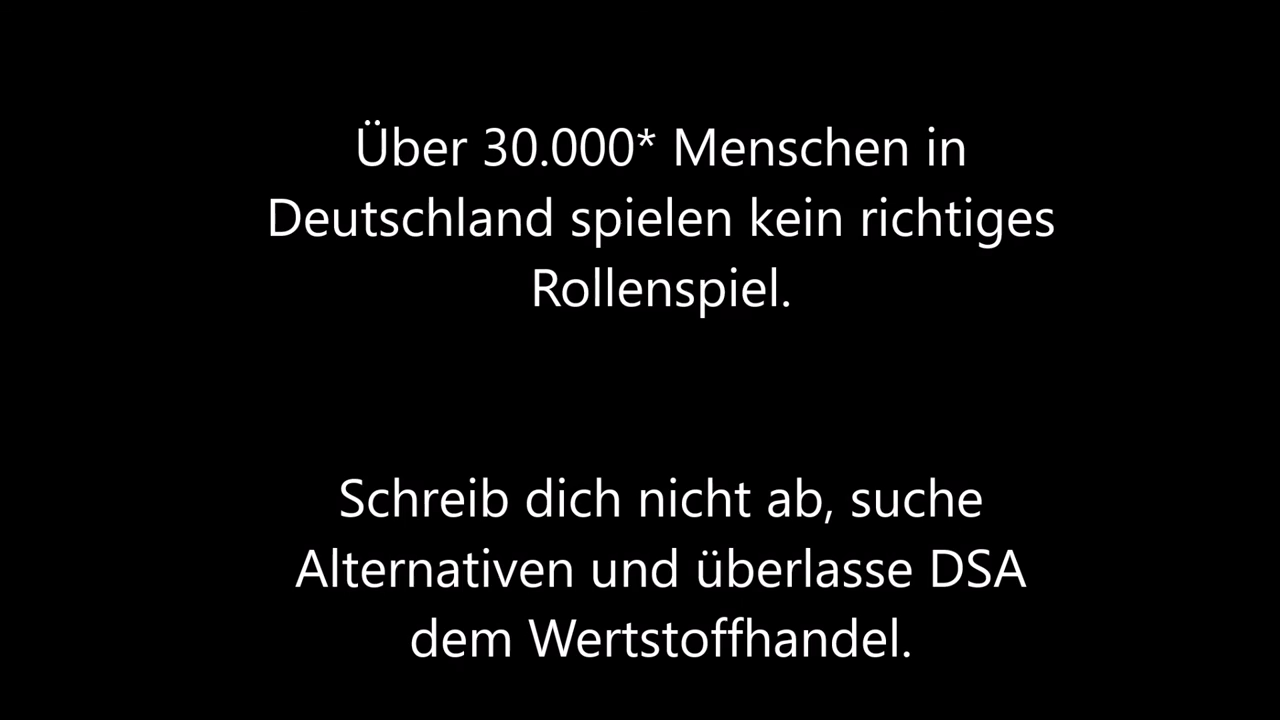 Über 30.000* Menschen in
Deutschland spielen kein richtiges
Rollenspiel.
Schreib dich nicht ab, suche
Alternativen und überlasse DSA
dem Wertstoffhandel.